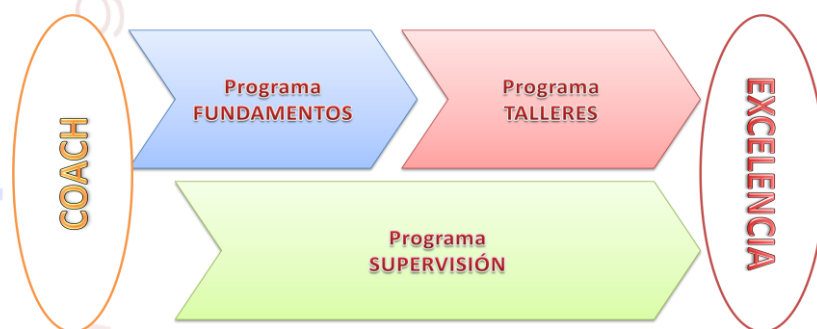 COACH
Programa
FUNDAMENTOS
Programa
TALLERES
Programa
SUPERVISIÓN
EXCELENCIA